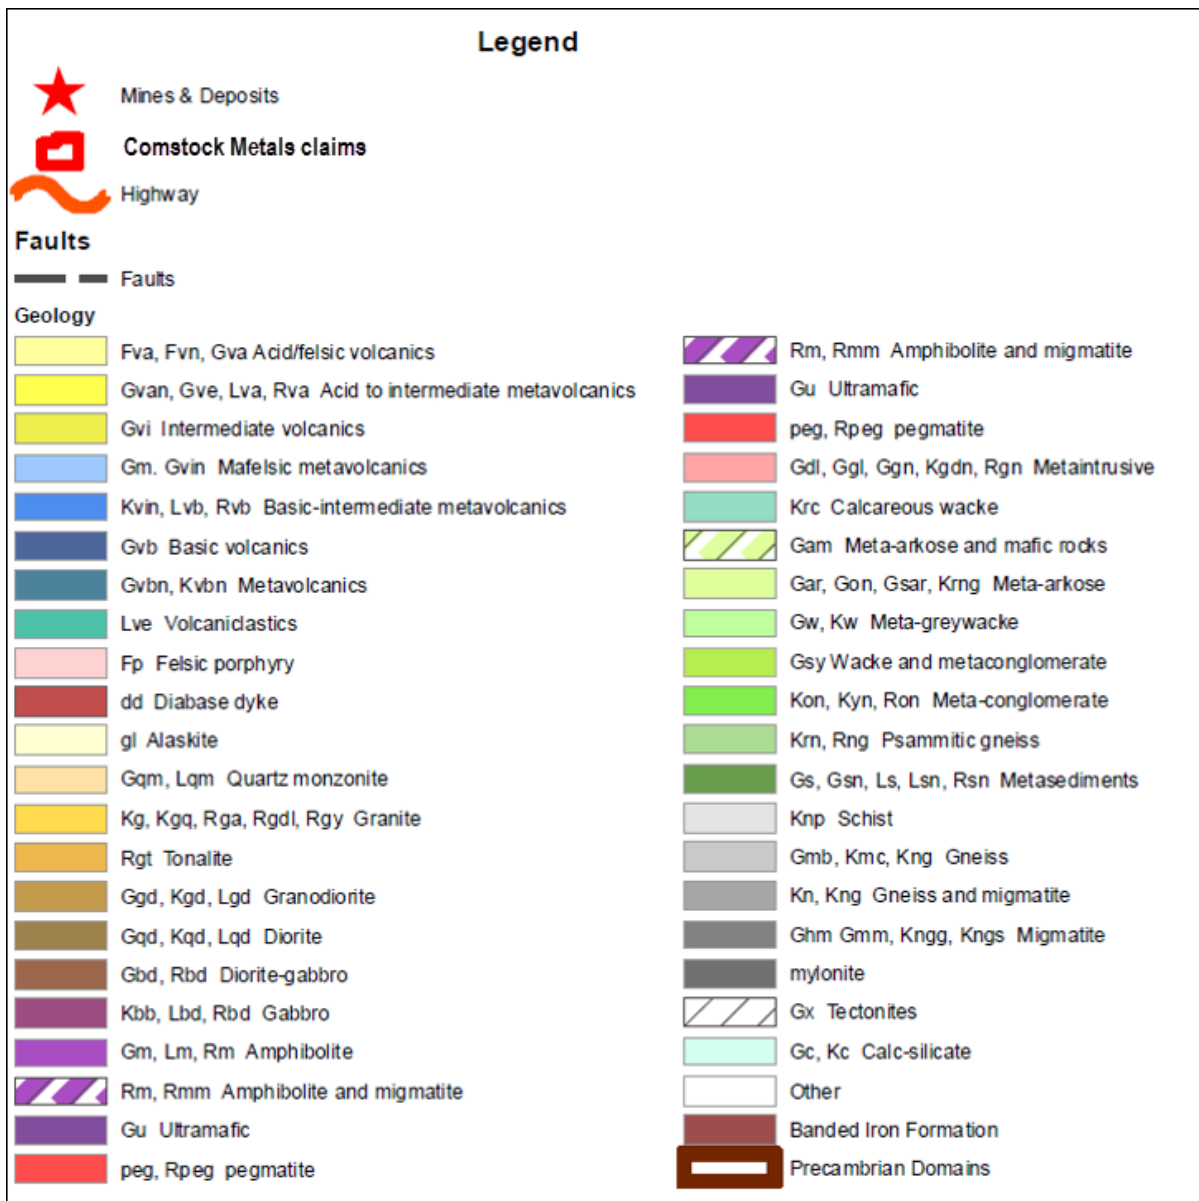 Legend
Mines & Deposits
Comstock Metals claims
Highway
Faults
Faults
Geology
Fva, Fvn, Gva Acid/felsic volcanics
Gvan, Gve, Lva, Rva Acid to intermediate metavolcanics
Gvi Intermediate volcanics
Gm. Gvin Mafelsic metavolcanics
Kvin, Lvb, Rvb Basic-intermediate metavolcanics
Gvb Basic volcanics
Gvbn, Kvbn Metavolcanics
Lve Volcaniclastics
Fp Felsic porphyry
dd Diabase dyke
gl Alaskite
Gqm, Lqm Quartz monzonite
Kg, Kgq, Rga, Rgdl, Rgy Granite
Rgt Tonalite
Ggd, Kgd, Lgd Granodiorite
Gqd, Kqd, Lqd Diorite
Gbd, Rbd Diorite-gabbro
Kbb, Lbd, Rbd Gabbro
Gm, Lm, Rm Amphibolite
Rm, Rmm Amphibolite and migmatite
Gu Ultramafic
peg, Rpeg pegmatite
Rm, Rmm Amphibolite and migmatite
Gu Ultramafic
peg, Rpeg pegmatite
Gdl, Ggl, Ggn, Kgdn, Rgn Metaintrusive
Krc Calcareous wacke
Gam Meta-arkose and mafic rocks
Gar, Gon, Gsar, Krng Meta-arkose
Gw, Kw Meta-greywacke
Gsy Wacke and metaconglomerate
Kon, Kyn, Ron Meta-conglomerate
Krn, Rng Psammitic gneiss
Gs, Gsn, Ls, Lsn, Rsn Metasediments
Knp Schist
Gmb, Kmc, Kng Gneiss
Kn, Kng Gneiss and migmatite
Ghm Gmm, Kngg, Kngs Migmatite
mylonite
Gx Tectonites
Gc, Kc Calc-silicate
Other
Banded Iron Formation
Precambrian Domains